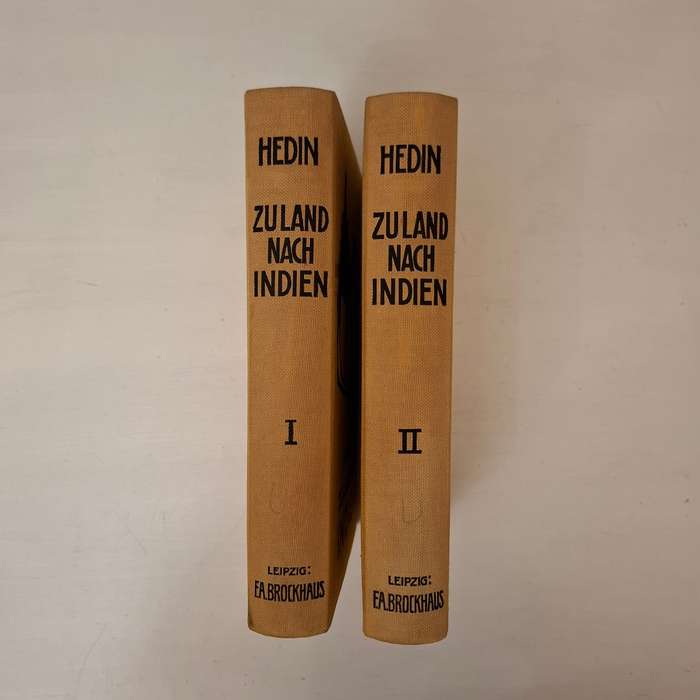 HEDIN
ZU LAND
NACH
INDIEN
I
LEIPZIG:
F.A.BROCKHAUS
HEDIN
ZU LAND
NACH
INDIEN
II
LEIPZIG:
F.A.BROCKHAUS